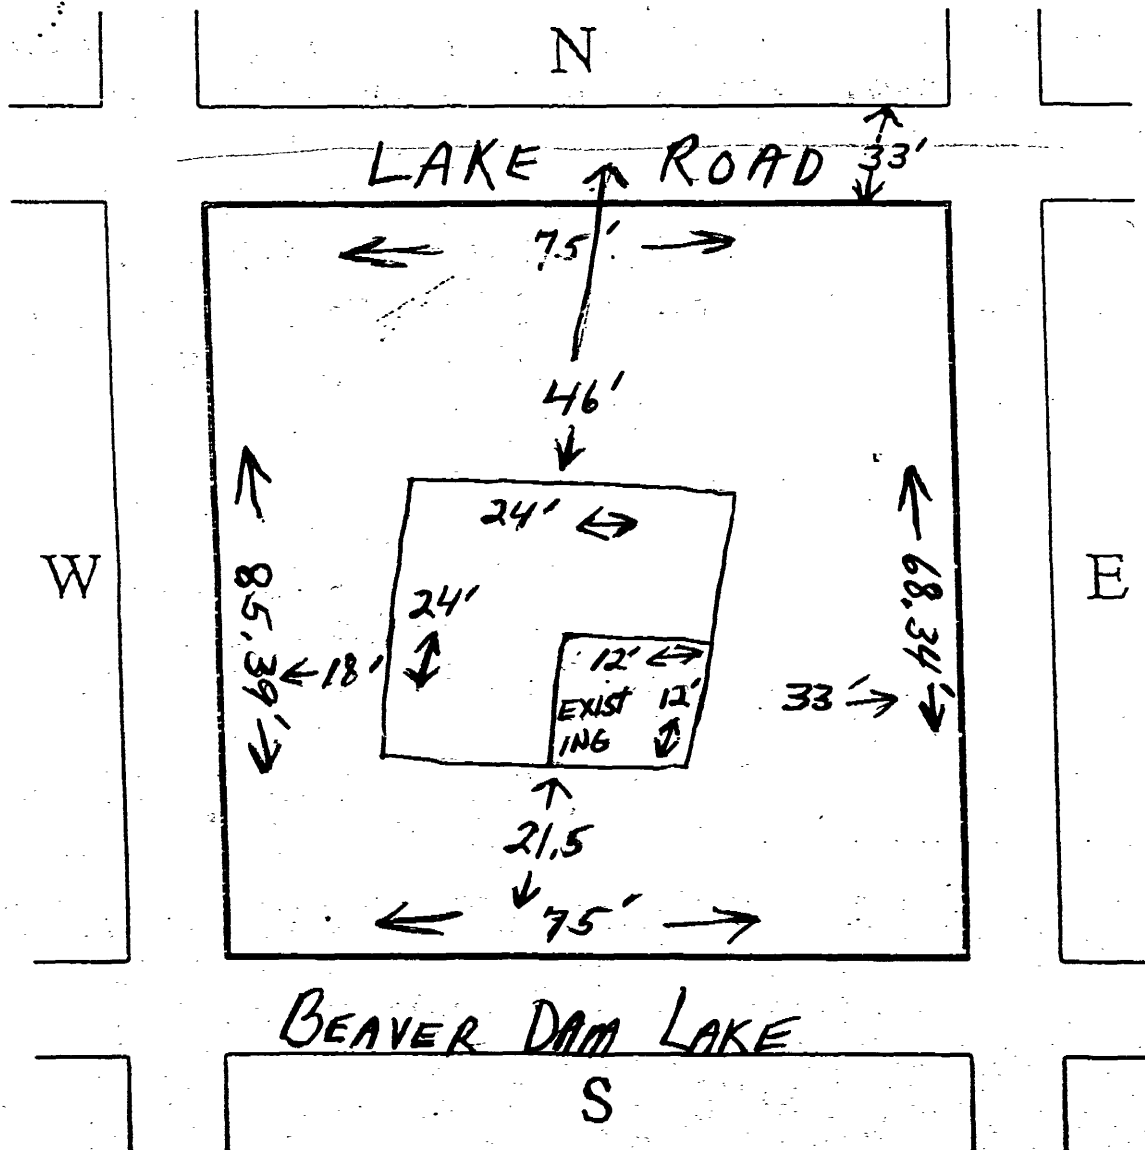 N
LAKE ROAD 33'
75'
46'
24'
W
E
85.39'
68.34'
24'
18'
12'
12'
33'
EXIST
ING
21.5
75'
BEAVER DAM LAKE
S